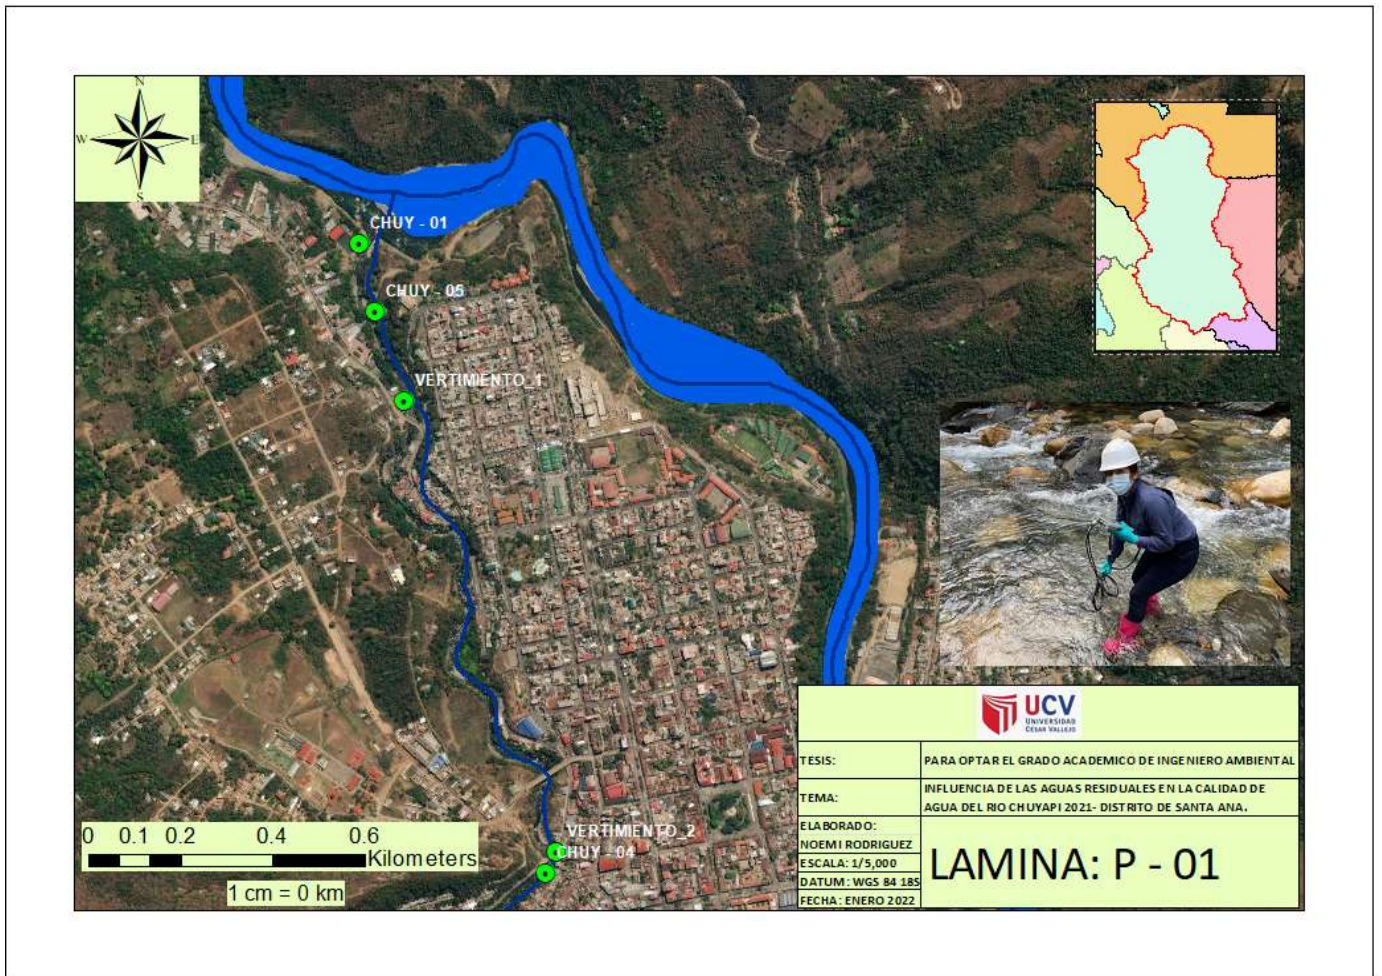 N
W
E
S
CHUY - 01
CHUY - 05
VERTIMIENTO_1
VERTIMIENTO_2
CHUY - 04
0 0.1 0.2 0.4 0.6
Kilometers
1 cm = 0 km
UCV
UNIVERSIDAD
CÉSAR VALLEJO
TESIS: PARA OPTAR EL GRADO ACADEMICO DE INGENIERO AMBIENTAL
TEMA: INFLUENCIA DE LAS AGUAS RESIDUALES EN LA CALIDAD DE
AGUA DEL RIO CHUYAPI 2021- DISTRITO DE SANTA ANA.
ELABORADO:
NOEMI RODRIGUEZ
ESCALA: 1/5,000
DATUM: WGS 84 18S
FECHA: ENERO 2022
LAMINA: P - 01